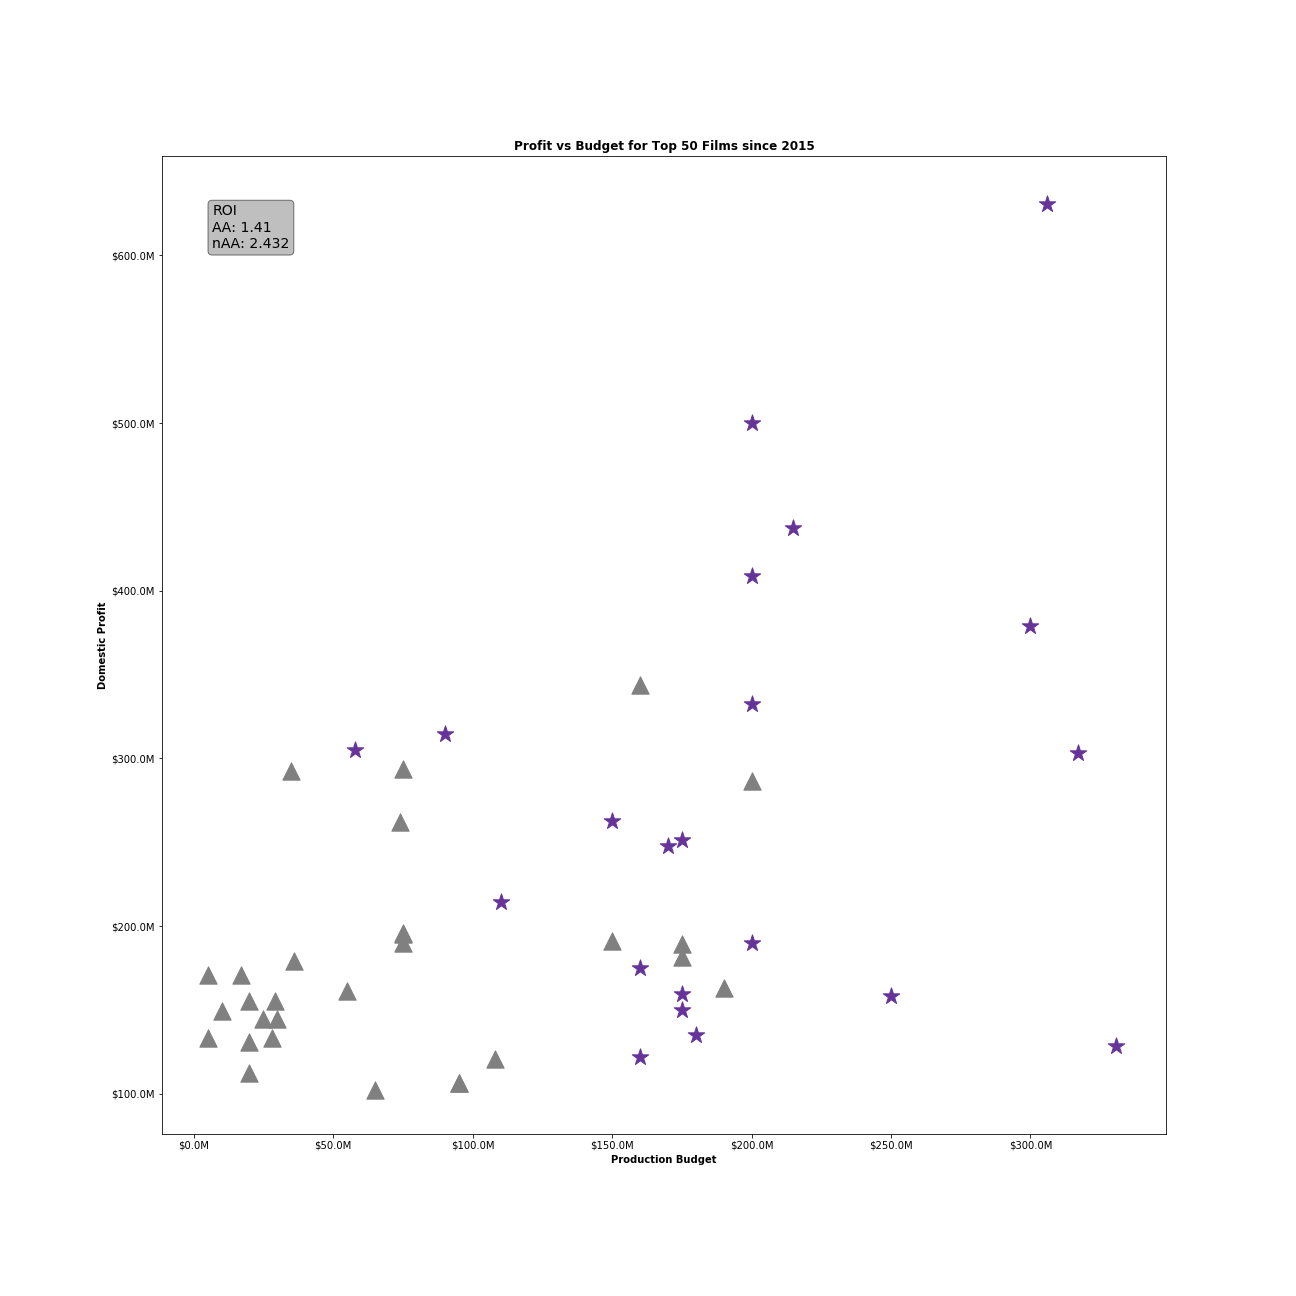 Profit vs Budget for Top 50 Films since 2015
ROI
AA: 1.41
nAA: 2.432
$600.0M
$500.0M
$400.0M
$300.0M
$200.0M
$100.0M
Domestic Profit
$0.0M
$50.0M
$100.0M
$150.0M
$200.0M
$250.0M
$300.0M
Production Budget